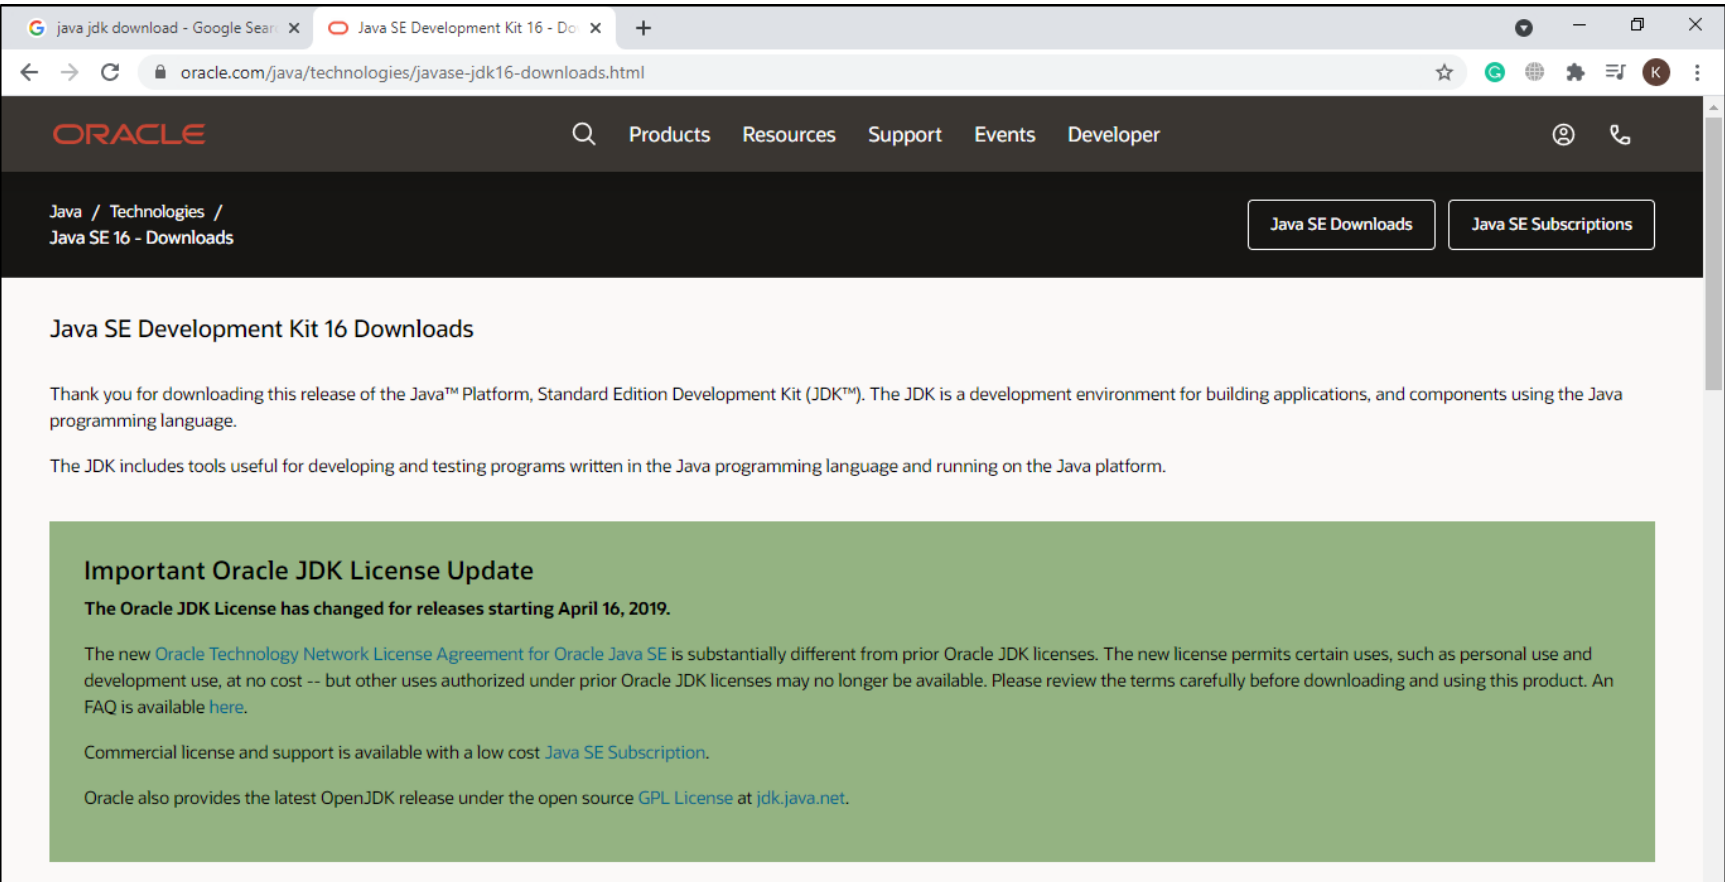 java jdk download - Google Sear
Java SE Development Kit 16 - Do
oracle.com/java/technologies/javase-jdk16-downloads.html
K
ORACLE
Products Resources Support Events Developer
Java / Technologies /
Java SE 16 - Downloads
Java SE Downloads
Java SE Subscriptions
Java SE Development Kit 16 Downloads
Thank you for downloading this release of the Java™ Platform, Standard Edition Development Kit (JDK™). The JDK is a development environment for building applications, and components using the Java
programming language.
The JDK includes tools useful for developing and testing programs written in the Java programming language and running on the Java platform.
Important Oracle JDK License Update
The Oracle JDK License has changed for releases starting April 16, 2019.
The new Oracle Technology Network License Agreement for Oracle Java SE is substantially different from prior Oracle JDK licenses. The new license permits certain uses, such as personal use and
development use, at no cost -- but other uses authorized under prior Oracle JDK licenses may no longer be available. Please review the terms carefully before downloading and using this product. An
FAQ is available here.
Commercial license and support is available with a low cost Java SE Subscription.
Oracle also provides the latest OpenJDK release under the open source GPL License at jdk.java.net.